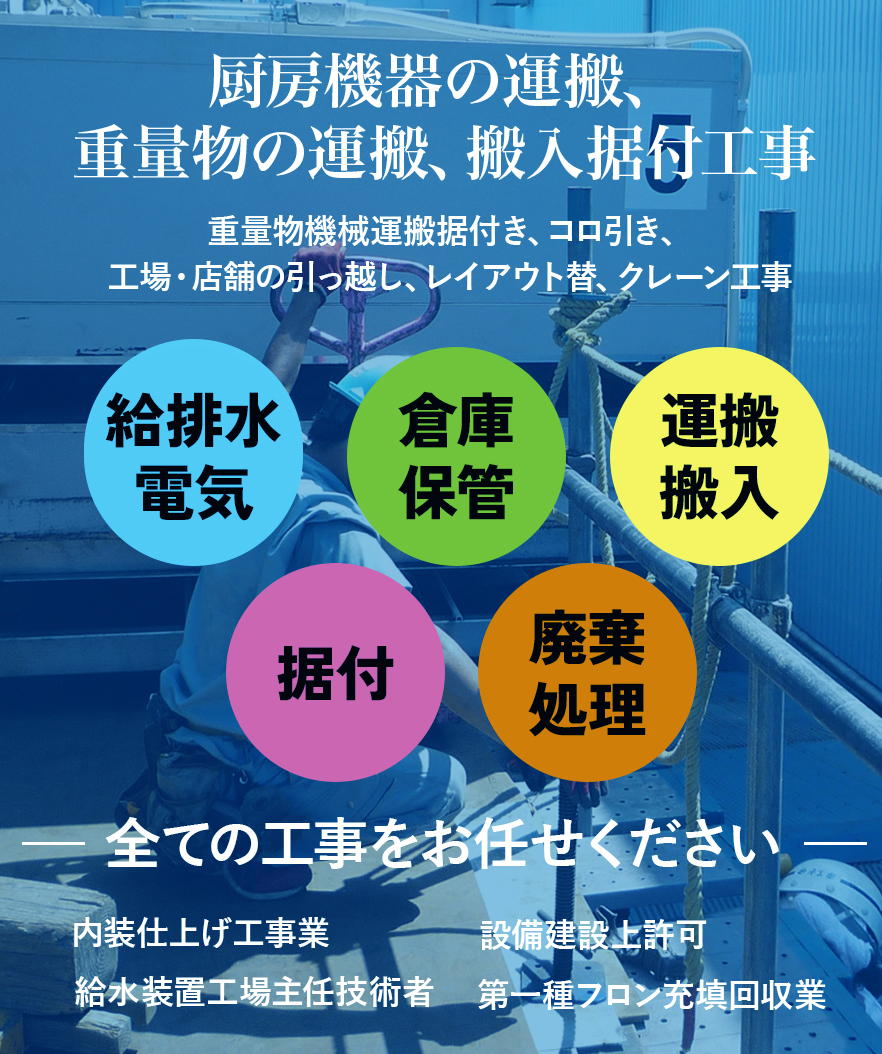 厨房機器の運搬、
重量物の運搬、搬入据付工事
5
重量物機械運搬据付き、コロ引き、
工場・店舗の引っ越し、レイアウト替、クレーン工事
給排水
電気
倉庫
保管
運搬
搬入
据付
廃棄
処理
全ての工事をお任せください
内装仕上げ工事業
設備建設上許可
給水装置工場主任技術者
第一種フロン充填回収業